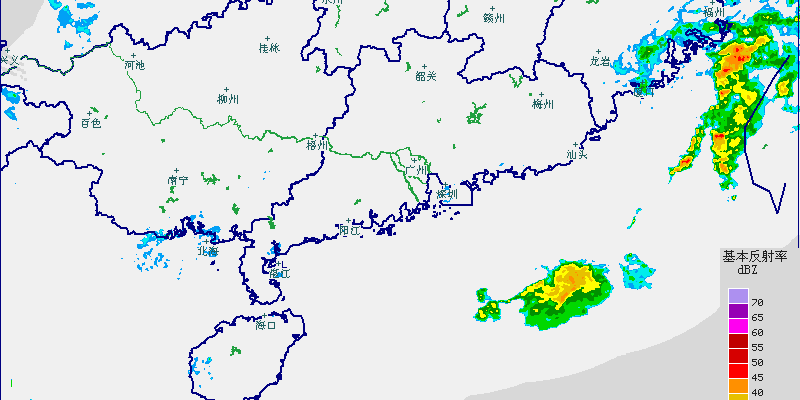 福州
赣州
桂林
龙岩
河池
韶关
柳州
梅州
厦门
百色
梧州
汕头
广州
南宁
深圳
阳江
北海
湛江
海口
基本反射率
dBZ
70
65
60
55
50
45
40